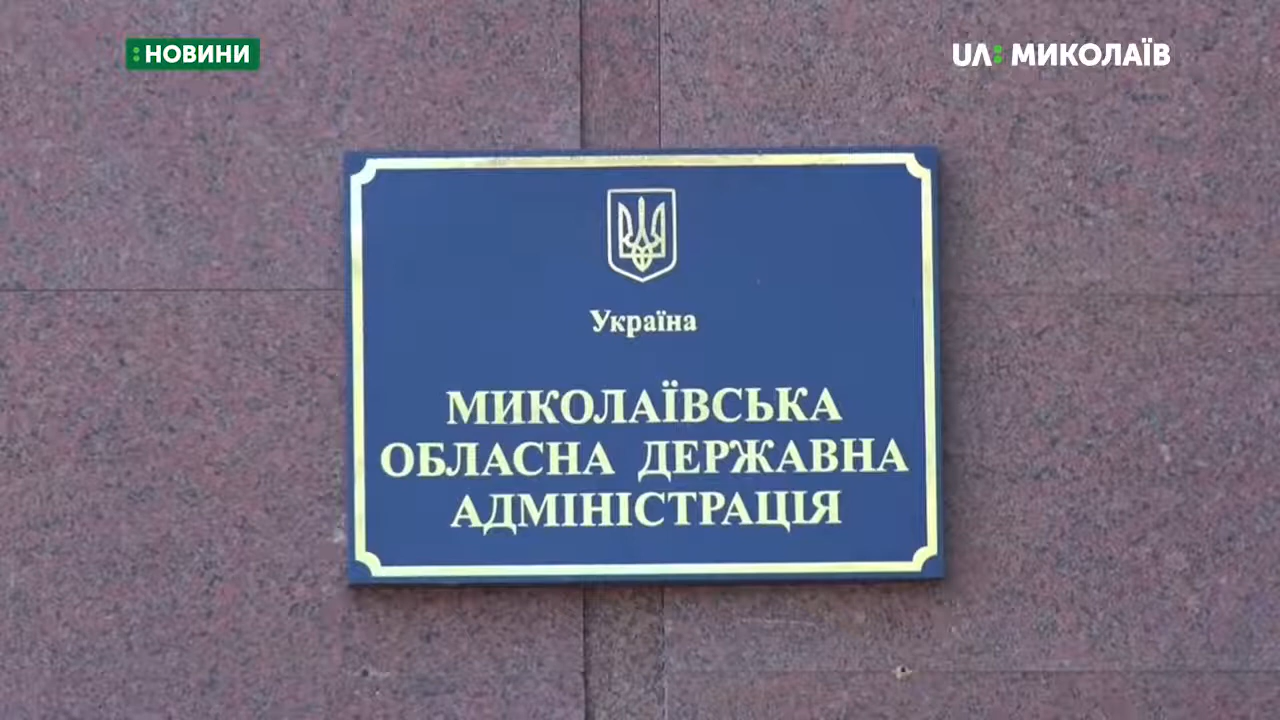 :НОВИНИ
UA: МИКОЛАЇВ
Україна
МИКОЛАЇВСЬКА
ОБЛАСНА ДЕРЖАВНА
АДМІНІСТРАЦІЯ